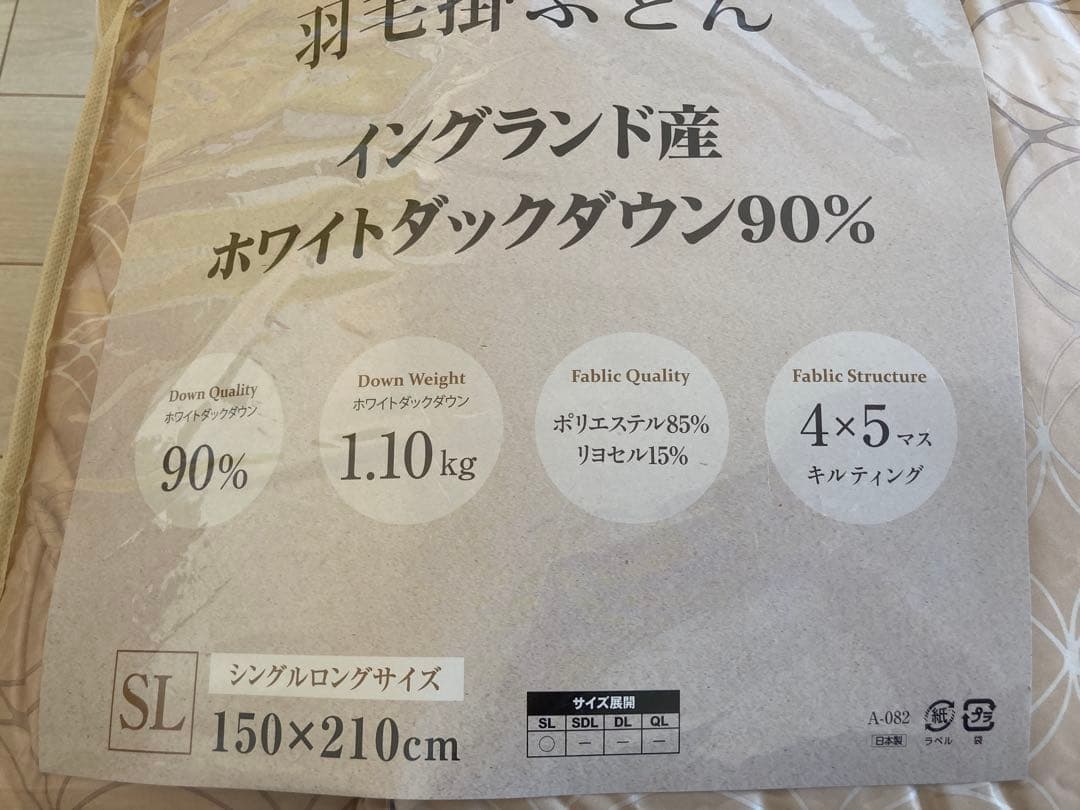 羽毛掛ふとん
イングランド産
ホワイトダックダウン90%
Down Quality
ホワイトダックダウン
90%
Down Weight
ホワイトダックダウン
1.10kg
Fablic Quality
ポリエステル85%
リヨセル15%
Fablic Structure
4×5マス
キルティング
SL
シングルロングサイズ
150×210cm
サイズ展開
SL SDL DL QL
○ − − −
A-082
日本製
紙
ラベル
プラ
袋